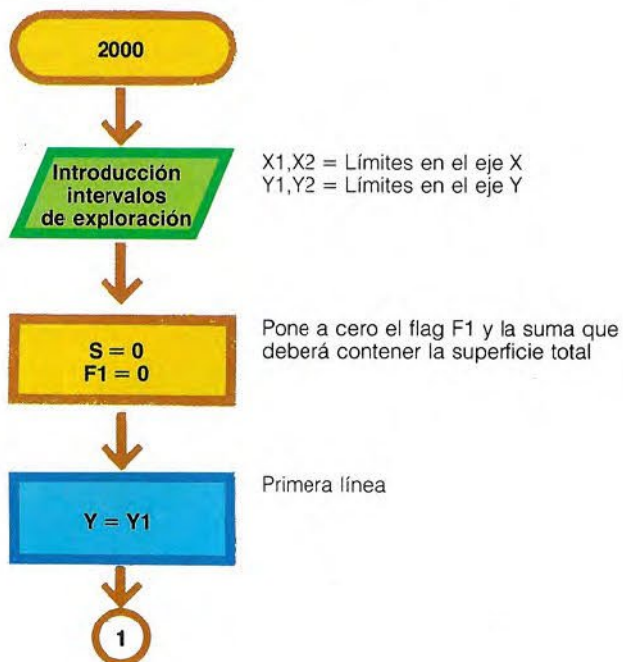 2000
Introducción
intervalos
de exploración
X1,X2 = Límites en el eje X
Y1,Y2 = Límites en el eje Y
S = 0
F1 = 0
Pone a cero el flag F1 y la suma que
deberá contener la superficie total
Y = Y1
Primera línea
1